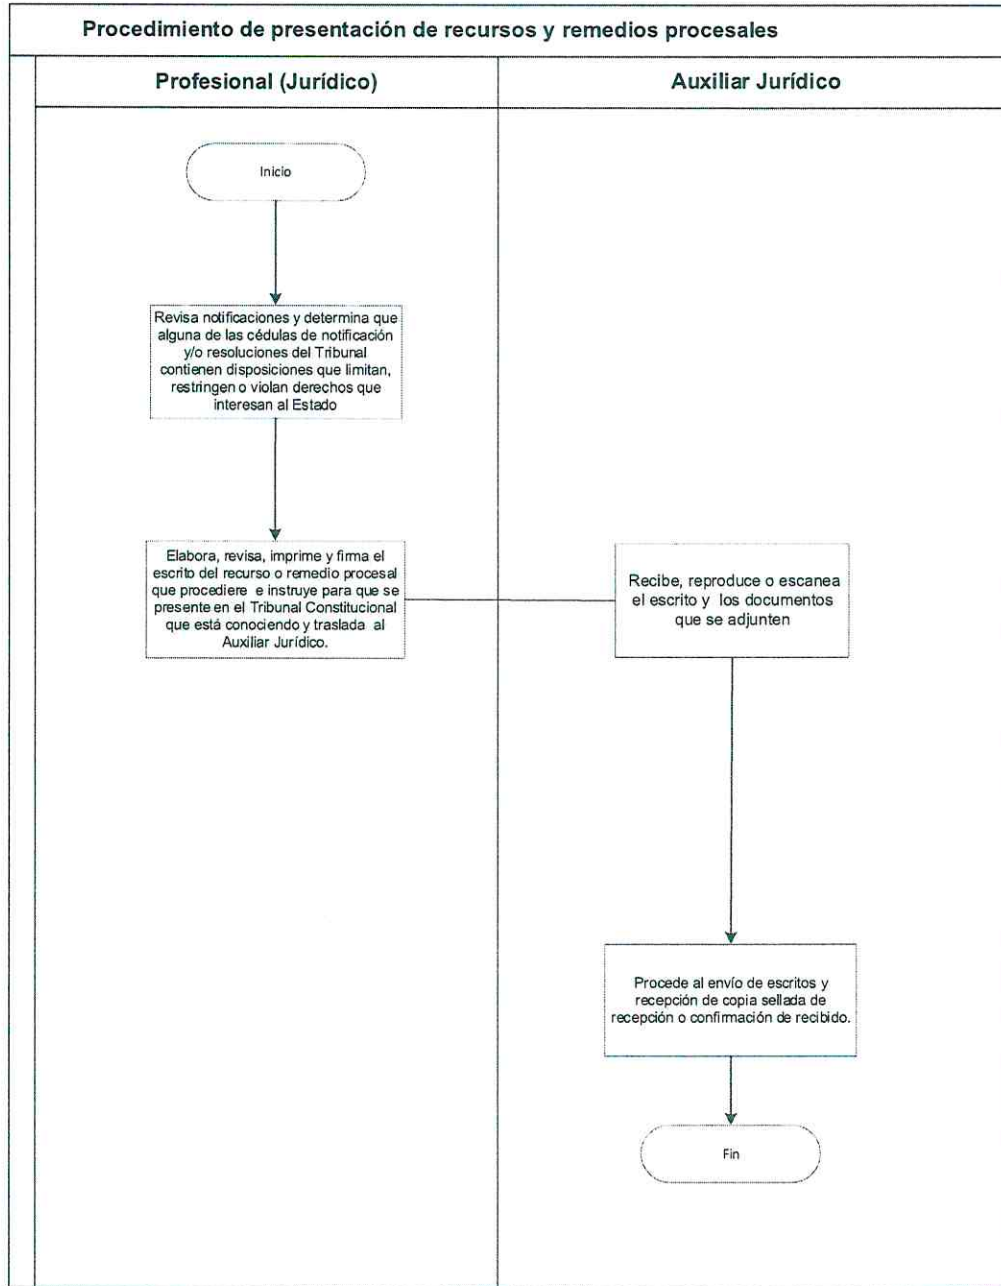 Procedimiento de presentación de recursos y remedios procesales
Profesional (Jurídico)
Auxiliar Jurídico
Inicio
Revisa notificaciones y determina que
alguna de las cédulas de notificación
y/o resoluciones del Tribunal
contienen disposiciones que limitan,
restringen o violan derechos que
interesan al Estado
Elabora, revisa, imprime y firma el
escrito del recurso o remedio procesal
que procediere e instruye para que se
presente en el Tribunal Constitucional
que está conociendo y traslada al
Auxiliar Jurídico.
Recibe, reproduce o escanea
el escrito y los documentos
que se adjunten
Procede al envío de escritos y
recepción de copia sellada de
recepción o confirmación de recibido.
Fin